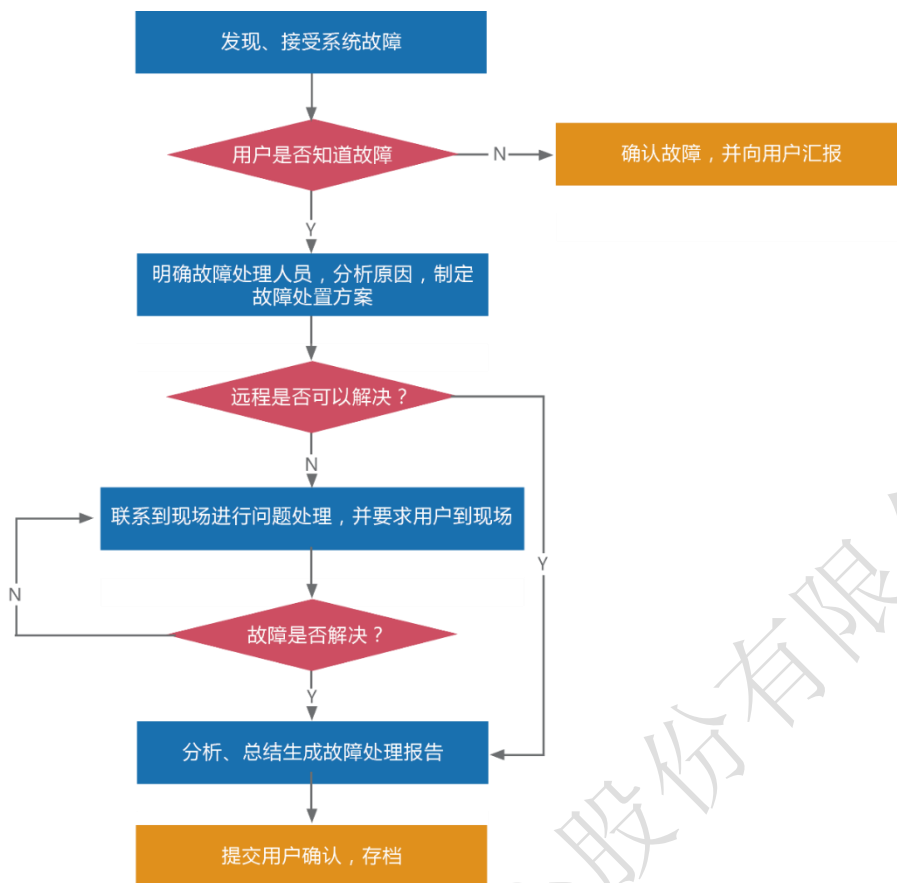 发现、接受系统故障
用户是否知道故障
N
确认故障，并向用户汇报
Y
明确故障处理人员，分析原因，制定
故障处置方案
远程是否可以解决？
N
联系到现场进行问题处理，并要求用户到现场
Y
N
故障是否解决？
Y
分析、总结生成故障处理报告
提交用户确认，存档
股份有限